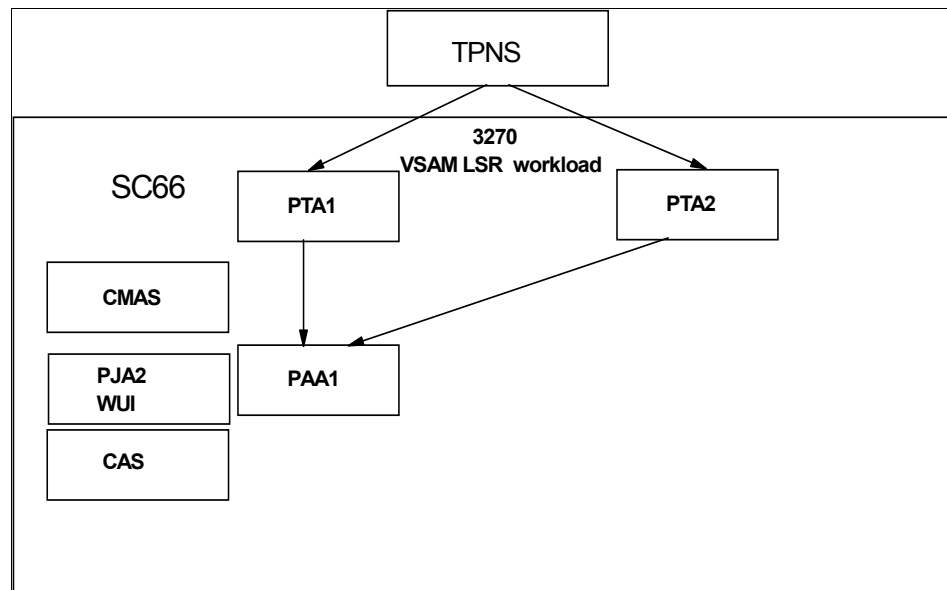 TPNS
3270
VSAM LSR workload
SC66
PTA1
PTA2
CMAS
PJA2
WUI
PAA1
CAS